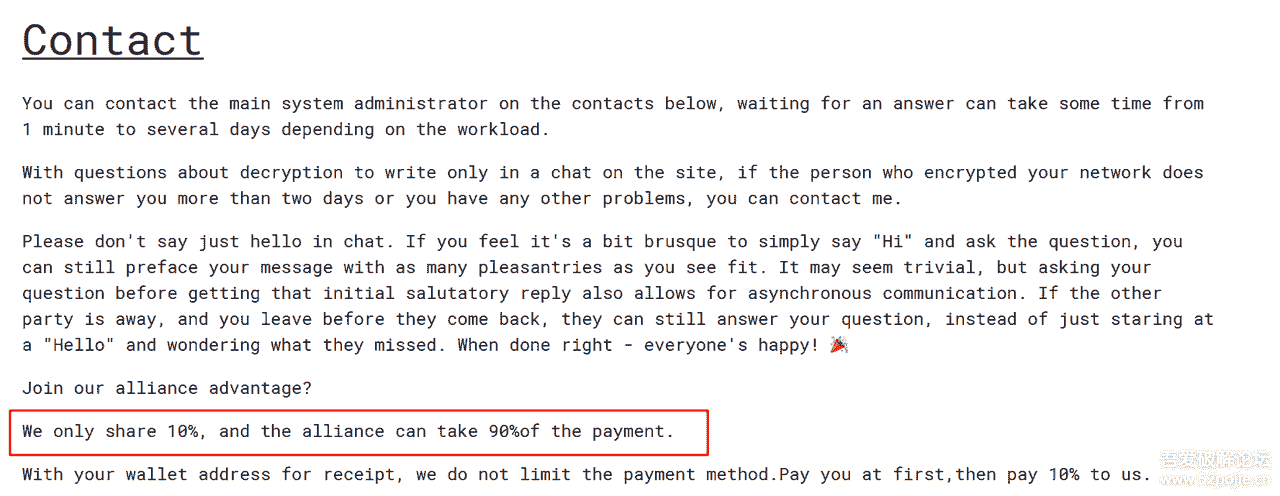 Contact
You can contact the main system administrator on the contacts below, waiting for an answer can take some time from
1 minute to several days depending on the workload.
With questions about decryption to write only in a chat on the site, if the person who encrypted your network does
not answer you more than two days or you have any other problems, you can contact me.
Please don't say just hello in chat. If you feel it's a bit brusque to simply say "Hi" and ask the question, you
can still preface your message with as many pleasantries as you see fit. It may seem trivial, but asking your
question before getting that initial salutatory reply also allows for asynchronous communication. If the other
party is away, and you leave before they come back, they can still answer your question, instead of just staring at
a "Hello" and wondering what they missed. When done right - everyone's happy! 🎉
Join our alliance advantage?
We only share 10%, and the alliance can take 90%of the payment.
With your wallet address for receipt, we do not limit the payment method.Pay you at first,then pay 10% to us.
吾爱破解论坛
www.52pojie.cn